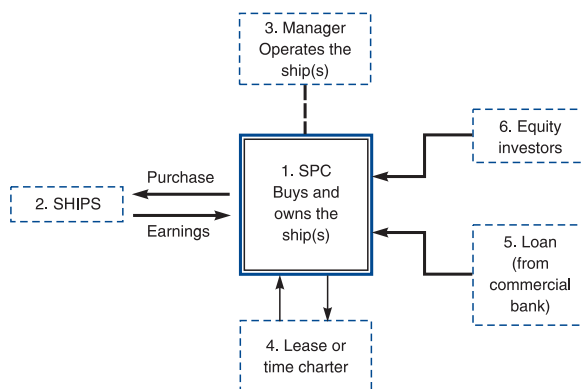 3. Manager
Operates the
ship(s)
6. Equity
investors
1. SPC
Buys and
owns the
ship(s)
Purchase
2. SHIPS
Earnings
5. Loan
(from
commercial
bank)
4. Lease or
time charter